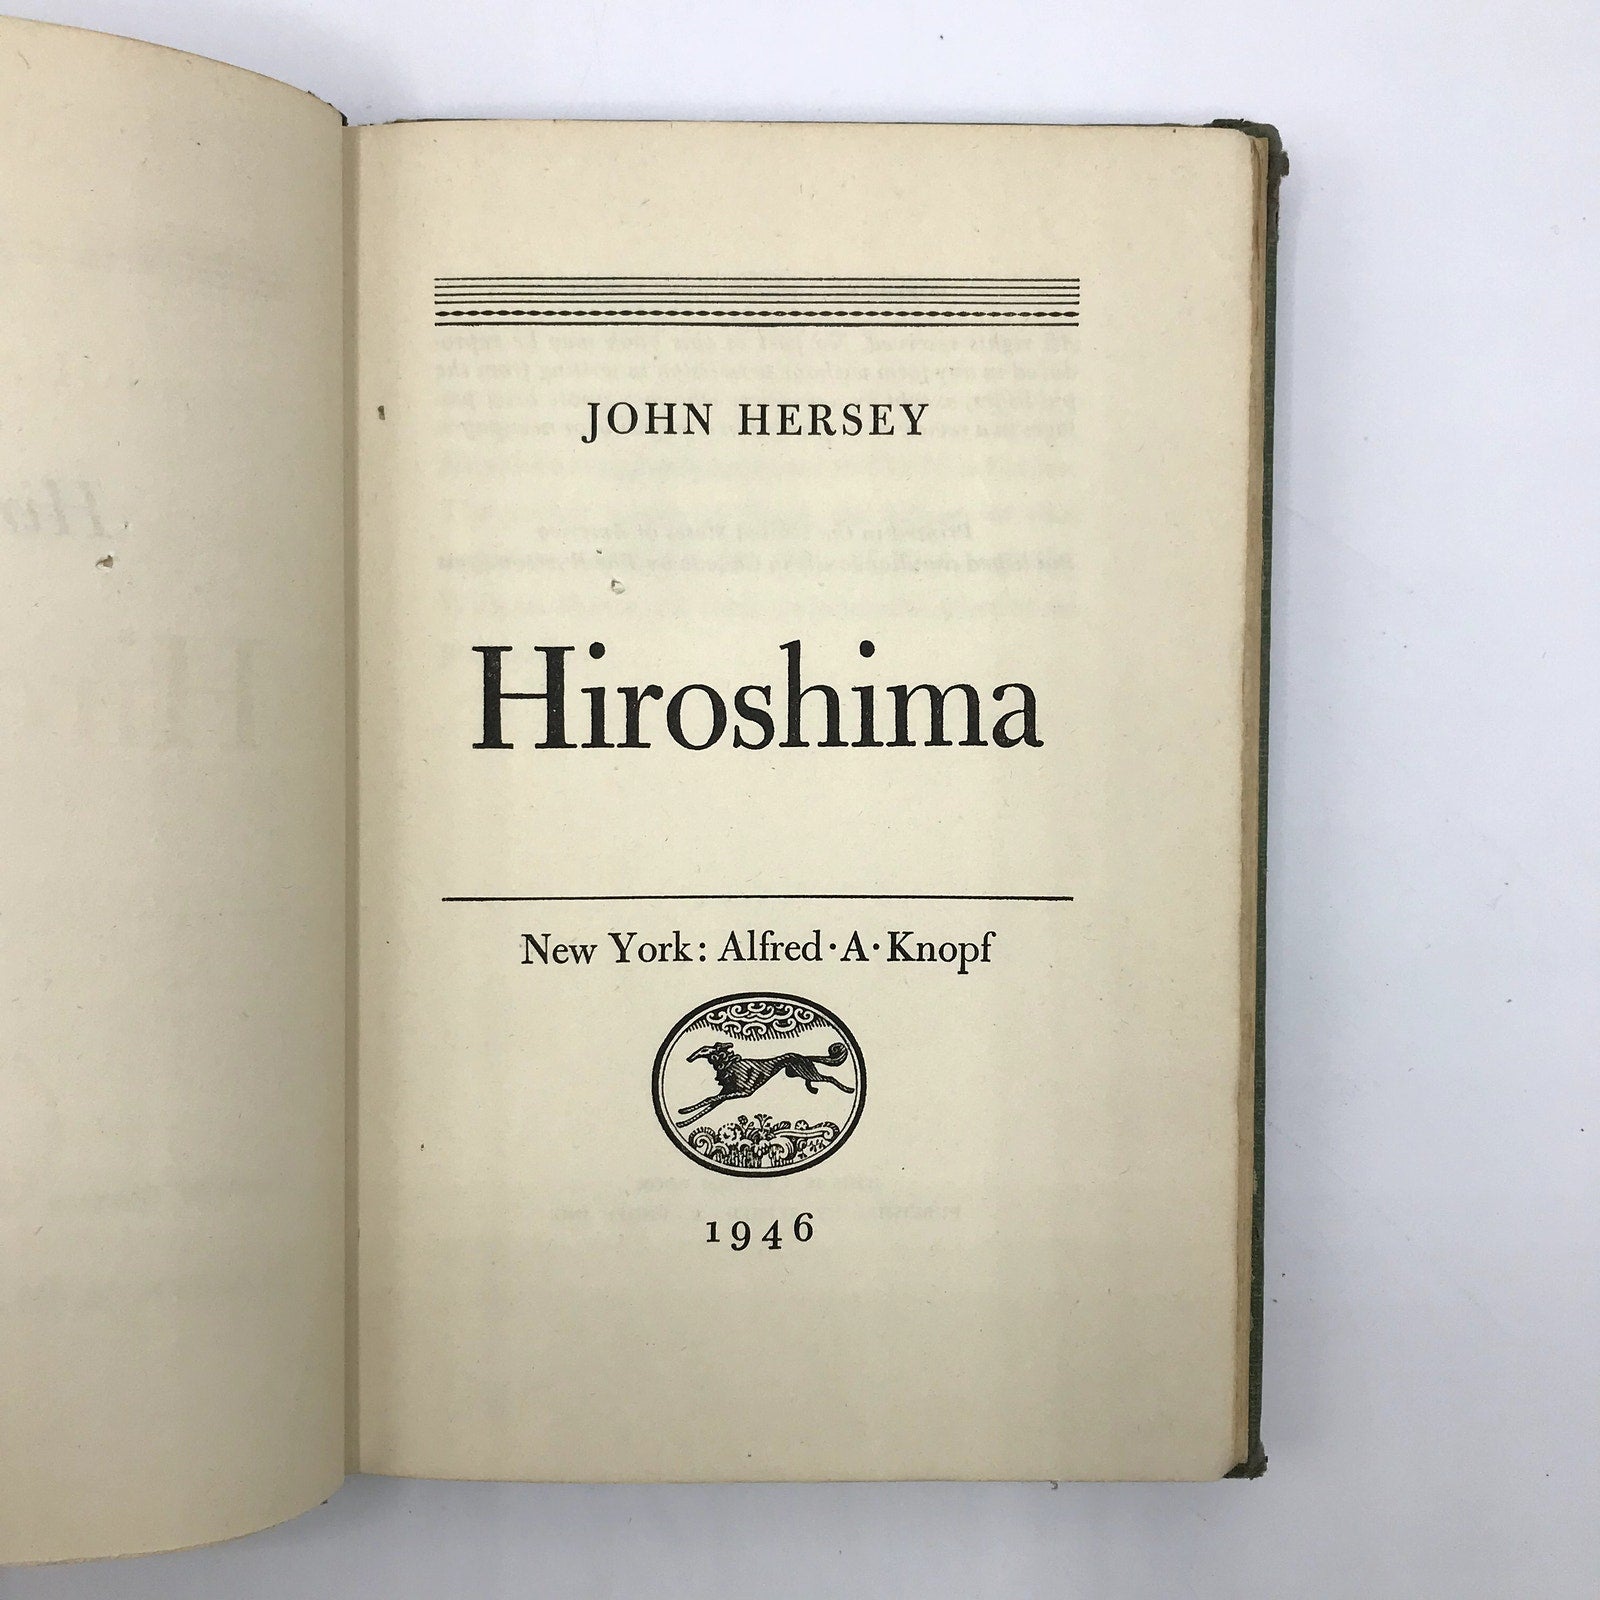 JOHN HERSEY
Hiroshima
New York: Alfred · A · Knopf
1946